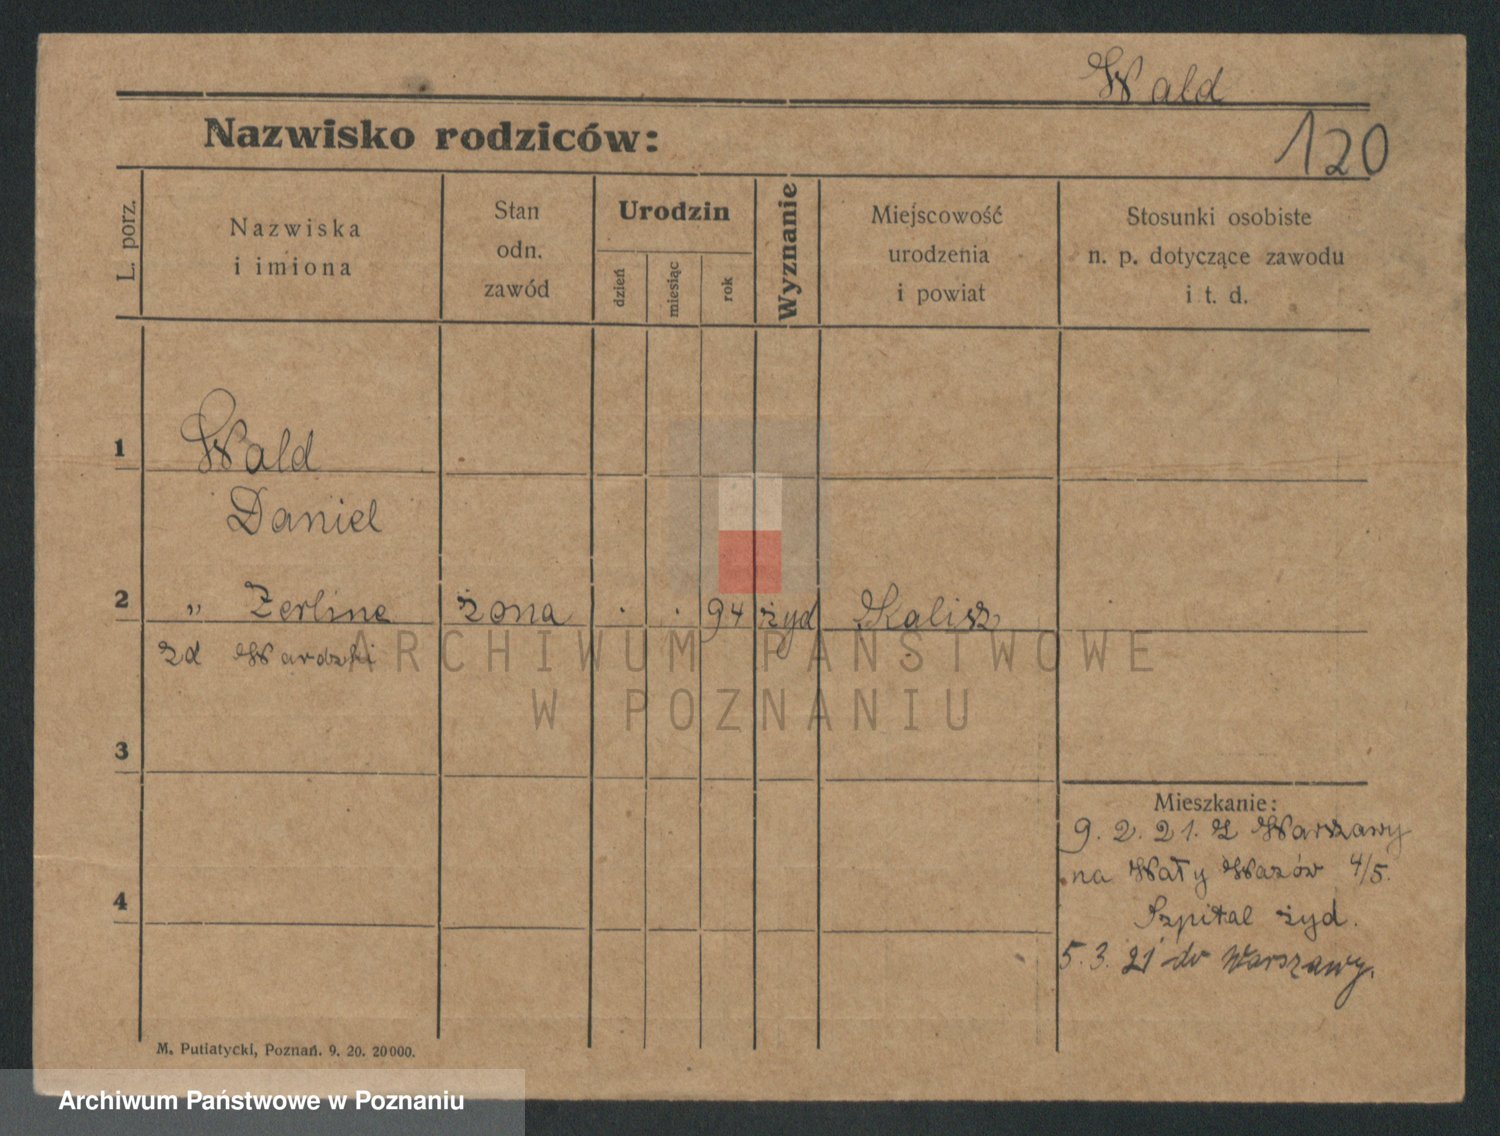 Wald
Nazwisko rodziców:
120
L. porz.
Nazwiska
i imiona
Stan
odn.
zawód
Urodzin
dzień
miesiąc
rok
Wyznanie
Miejscowość
urodzenia
i powiat
Stosunki osobiste
n. p. dotyczące zawodu
i t. d.
1
Wald
Daniel
2 " Zerline żona . . 94 żyd Kalisz
zd Wardzki
ARCHIWUM PAŃSTWOWE
W POZNANIU
3
Mieszkanie:
9. 2. 21. Z Warszawy
na Wały Wazów 4/5.
Szpital żyd.
5. 3. 21 do Warszawy.
4
M. Putiatycki, Poznań. 9. 20. 20000.
Archiwum Państwowe w Poznaniu